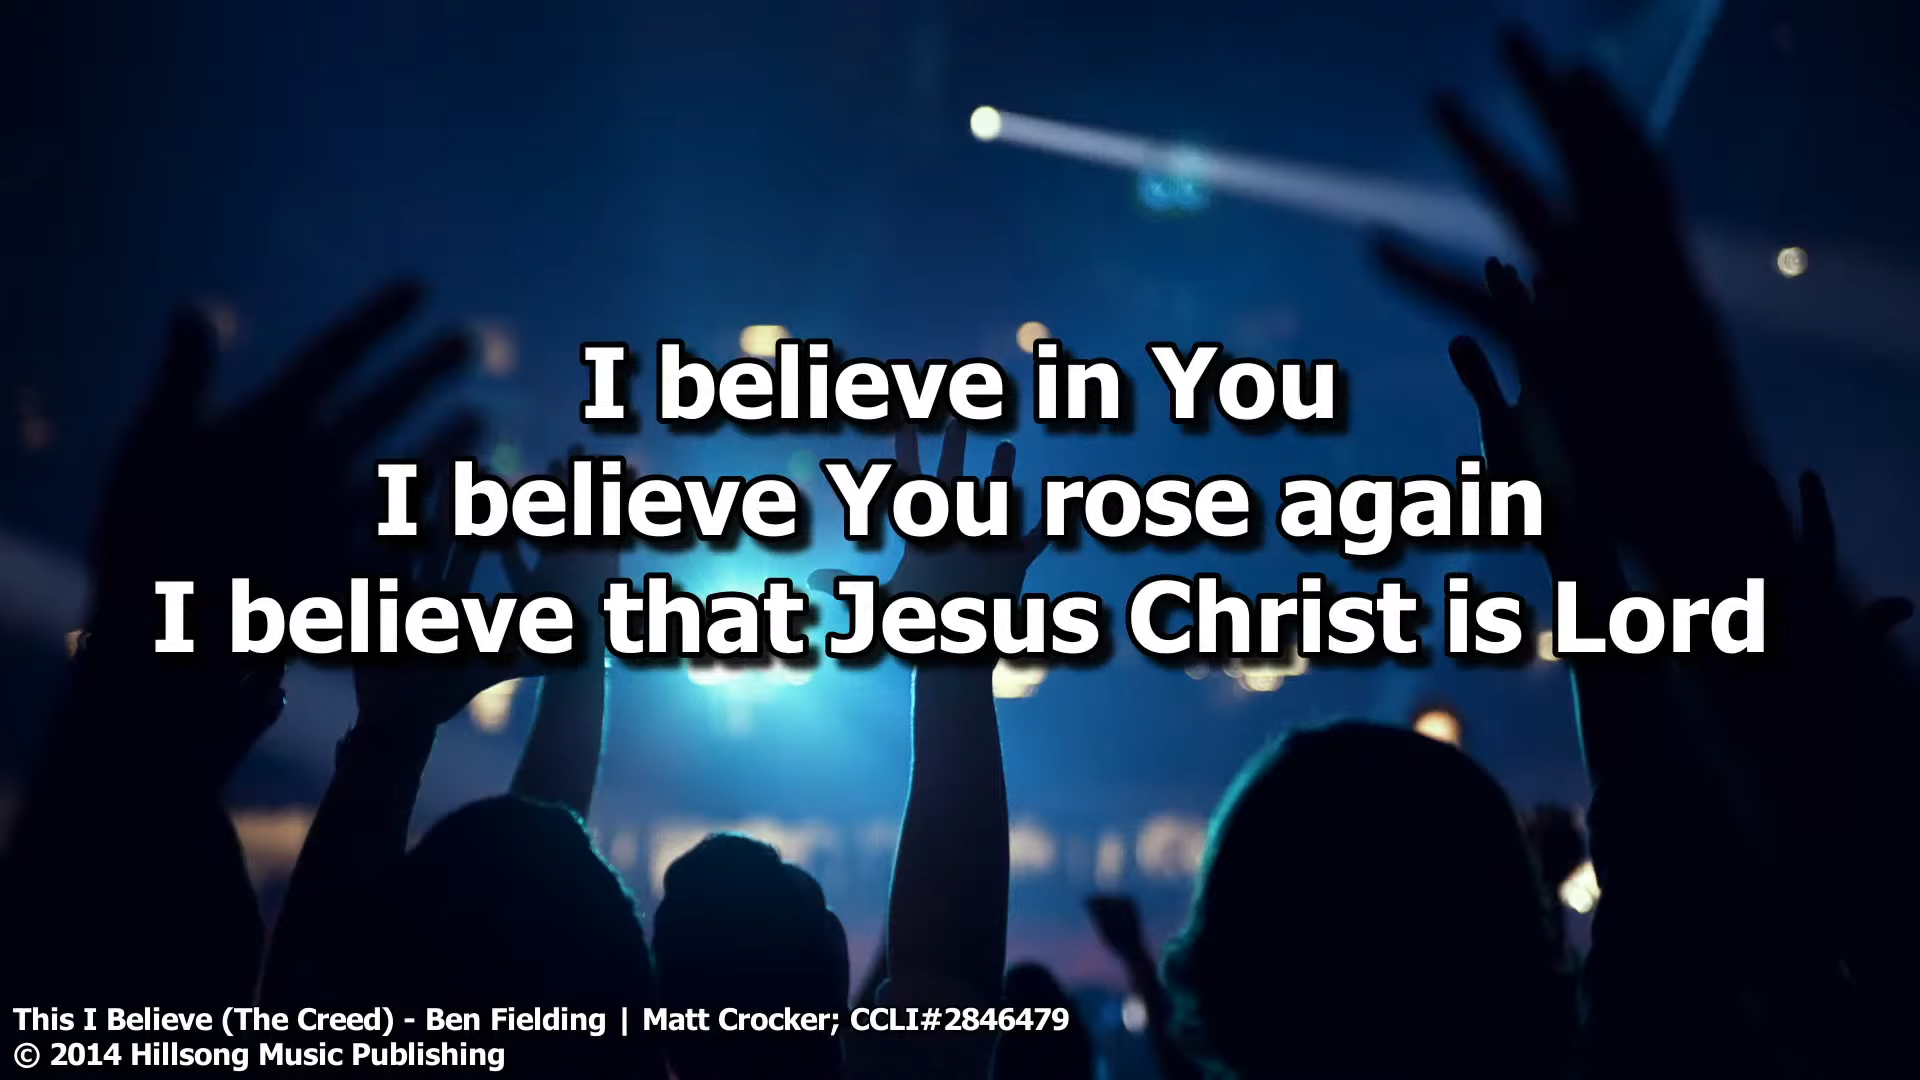 I believe in You
I believe You rose again
I believe that Jesus Christ is Lord
This I Believe (The Creed) - Ben Fielding | Matt Crocker; CCLI#2846479
© 2014 Hillsong Music Publishing